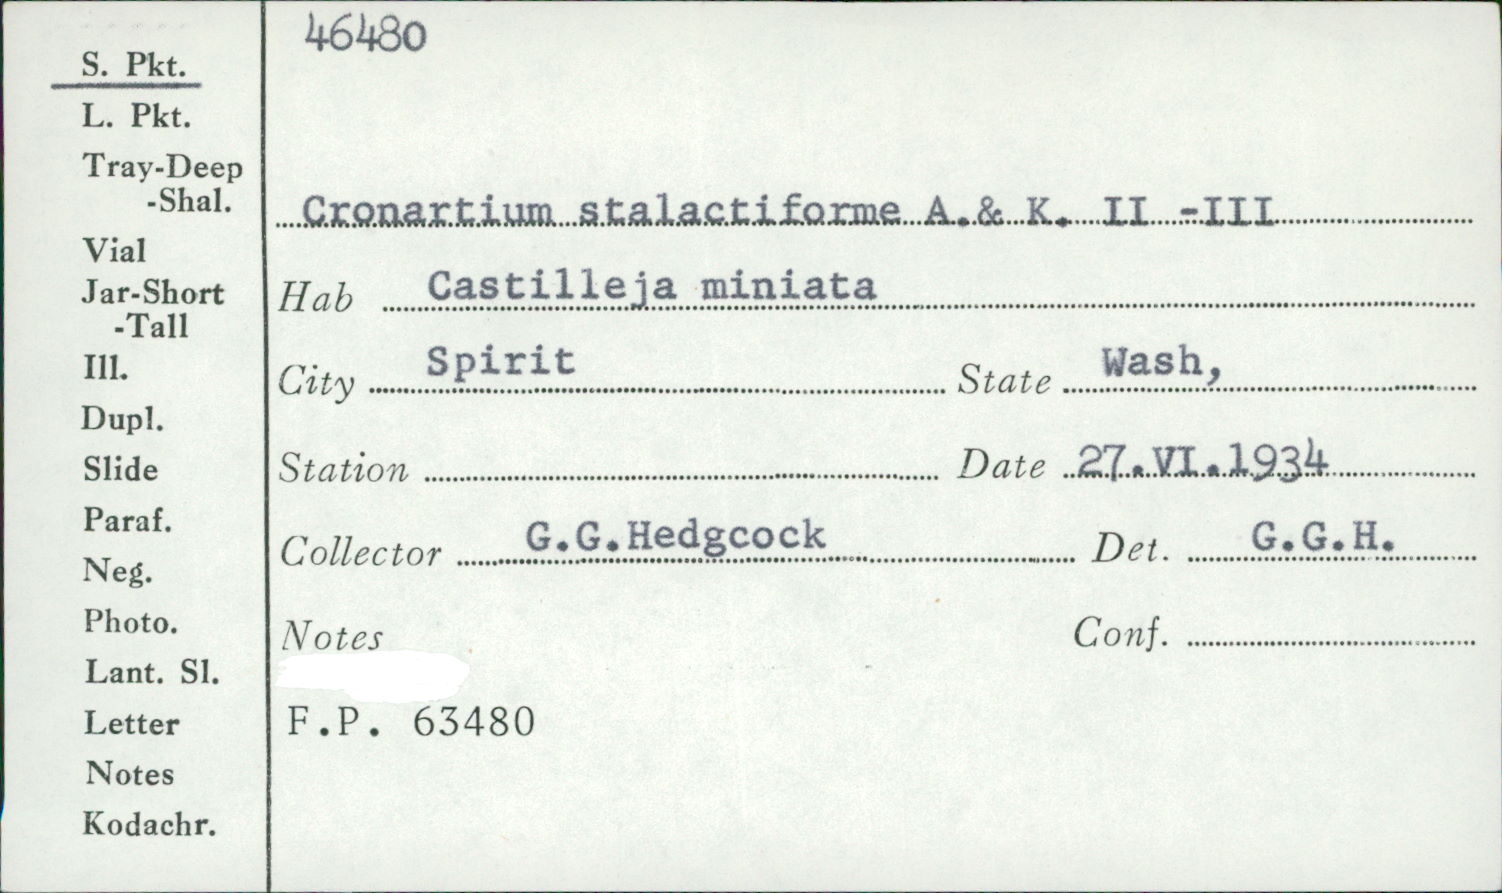 46480
S. Pkt.
L. Pkt.
Tray-Deep
-Shal.
Cronartium stalactiforme A.& K. II -III
Vial
Jar-Short
-Tall
Hab Castilleja miniata
Ill.
City Spirit State Wash,
Dupl.
Slide
Station Date 27.VI.1934
Paraf.
Collector G.G.Hedgcock Det. G.G.H.
Neg.
Photo.
Notes Conf.
Lant. Sl.
Letter
F.P. 63480
Notes
Kodachr.